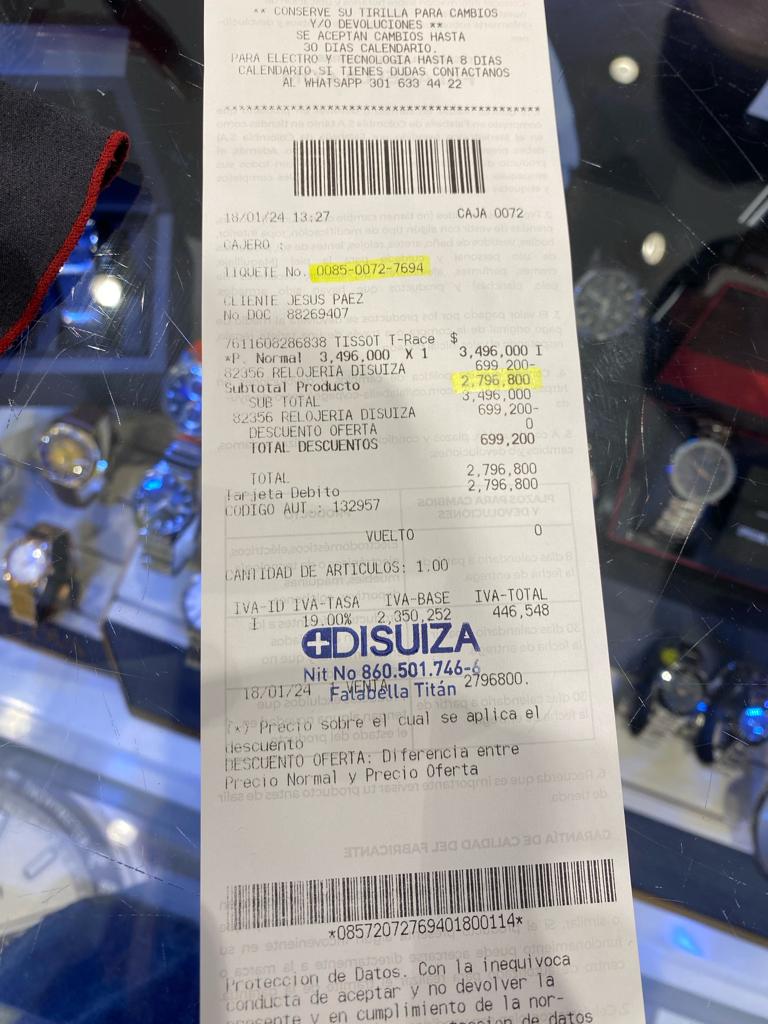 ** CONSERVE SU TIRILLA PARA CAMBIOS
Y/O DEVOLUCIONES **
SE ACEPTAN CAMBIOS HASTA
30 DIAS CALENDARIO.
PARA ELECTRO Y TECNOLOGIA HASTA 8 DIAS
CALENDARIO.SI TIENES DUDAS CONTACTANOS
AL WHATSAPP 301 633 44 22
18/01/24 13:27 CAJA 0072
CAJERO :
TIQUETE No. 0085-0072-7694
CLIENTE JESUS PAEZ
No DOC 88269407
7611608286838 TISSOT T-Race $
*P. Normal 3,496,000 X 1 3,496,000 I
82356 RELOJERIA DISUIZA 699,200-
Subtotal Producto 2,796,800
SUB TOTAL 3,496,000
82356 RELOJERIA DISUIZA 699,200-
DESCUENTO OFERTA 0
TOTAL DESCUENTOS 699,200
TOTAL 2,796,800
Tarjeta Debito 2,796,800
CODIGO AUT.: 132957
VUELTO 0
CANTIDAD DE ARTICULOS: 1.00
IVA-ID IVA-TASA IVA-BASE IVA-TOTAL
I 19.00% 2,350,252 446,548
DISUIZA
Nit No 860.501.746-6
18/01/24 1 VENTA 2796800.
Falabella Titán
(*) Precio sobre el cual se aplica el
descuento
DESCUENTO OFERTA: Diferencia entre
Precio Normal y Precio Oferta
*08572072769401800114*
Proteccion de Datos. Con la inequivoca
conducta de aceptar y no devolver la
presente y en cumplimiento de la nor-